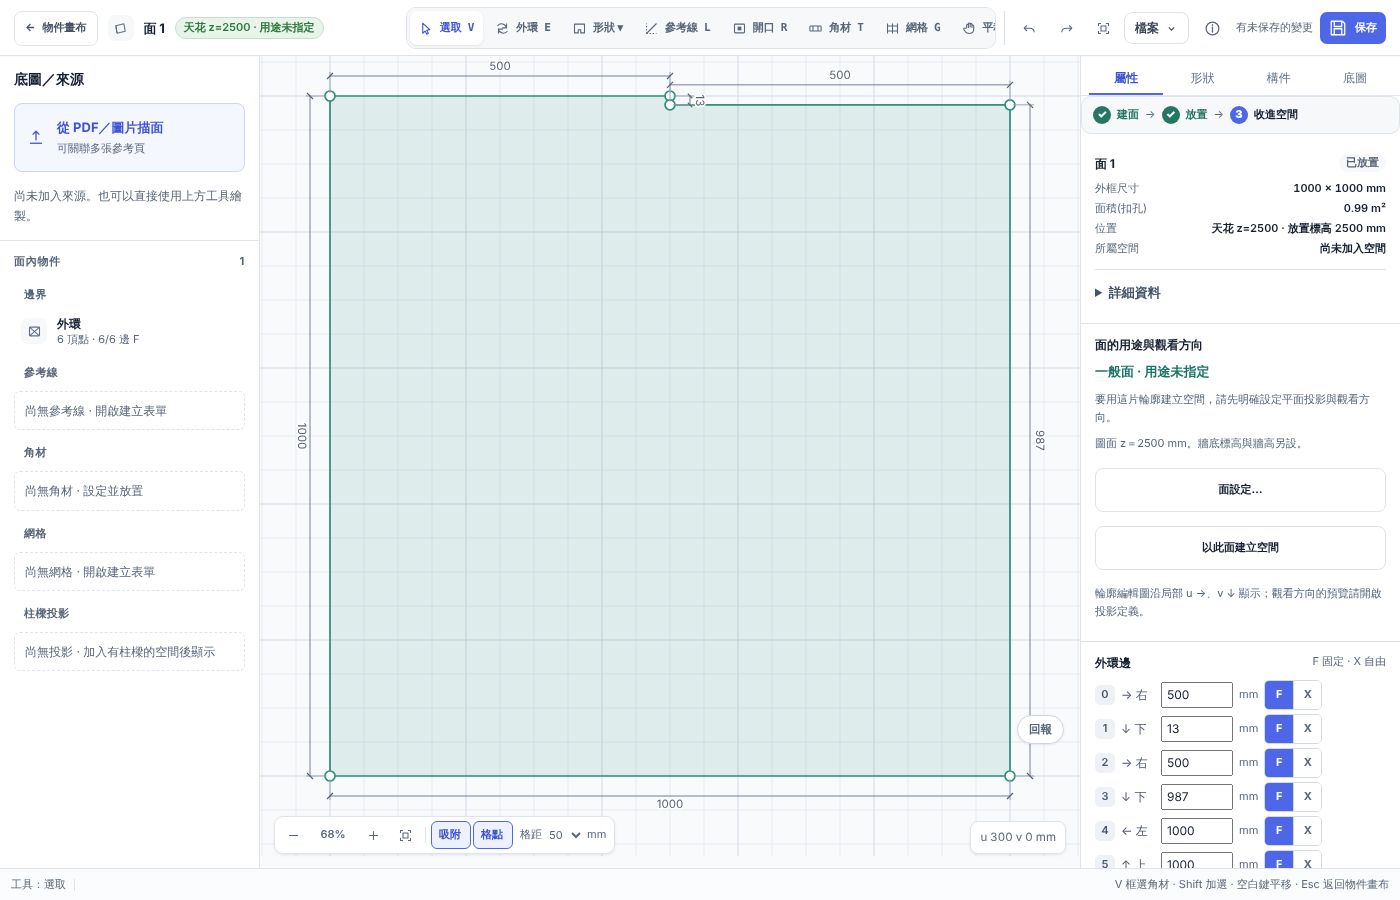 物件畫布
面 1
天花 z=2500 · 用途未指定
選取 V
外環 E
形狀▾
參考線 L
開口 R
角材 T
網格 G
檔案
有未保存的變更
保存
底圖／來源
從 PDF／圖片描面
可關聯多張參考頁
尚未加入來源。也可以直接使用上方工具繪
製。
面內物件
1
邊界
外環
6 頂點 · 6/6 邊 F
參考線
尚無參考線 · 開啟建立表單
角材
尚無角材 · 設定並放置
網格
尚無網格 · 開啟建立表單
柱樑投影
尚無投影 · 加入有柱樑的空間後顯示
500
500
13
1000
987
1000
回報
68%
吸附
格點
格距 50 mm
u 300 v 0 mm
屬性
形狀
構件
底圖
建面 → 放置 → 3 收進空間
面 1
已放置
外框尺寸
1000 × 1000 mm
面積(扣孔)
0.99 m²
位置
天花 z=2500 · 放置標高 2500 mm
所屬空間
尚未加入空間
▶ 詳細資料
面的用途與觀看方向
一般面 · 用途未指定
要用這片輪廓建立空間，請先明確設定平面投影與觀看方
向。
圖面 z = 2500 mm。牆底標高與牆高另設。
面設定...
以此面建立空間
輪廓編輯圖沿局部 u →、v ↓ 顯示；觀看方向的預覽請開啟
投影定義。
外環邊
F 固定 · X 自由
0 → 右 500 mm F X
1 ↓ 下 13 mm F X
2 → 右 500 mm F X
3 ↓ 下 987 mm F X
4 ← 左 1000 mm F X
5 ↑ 上 1000 mm F X
工具：選取
V 框選角材 · Shift 加選 · 空白鍵平移 · Esc 返回物件畫布